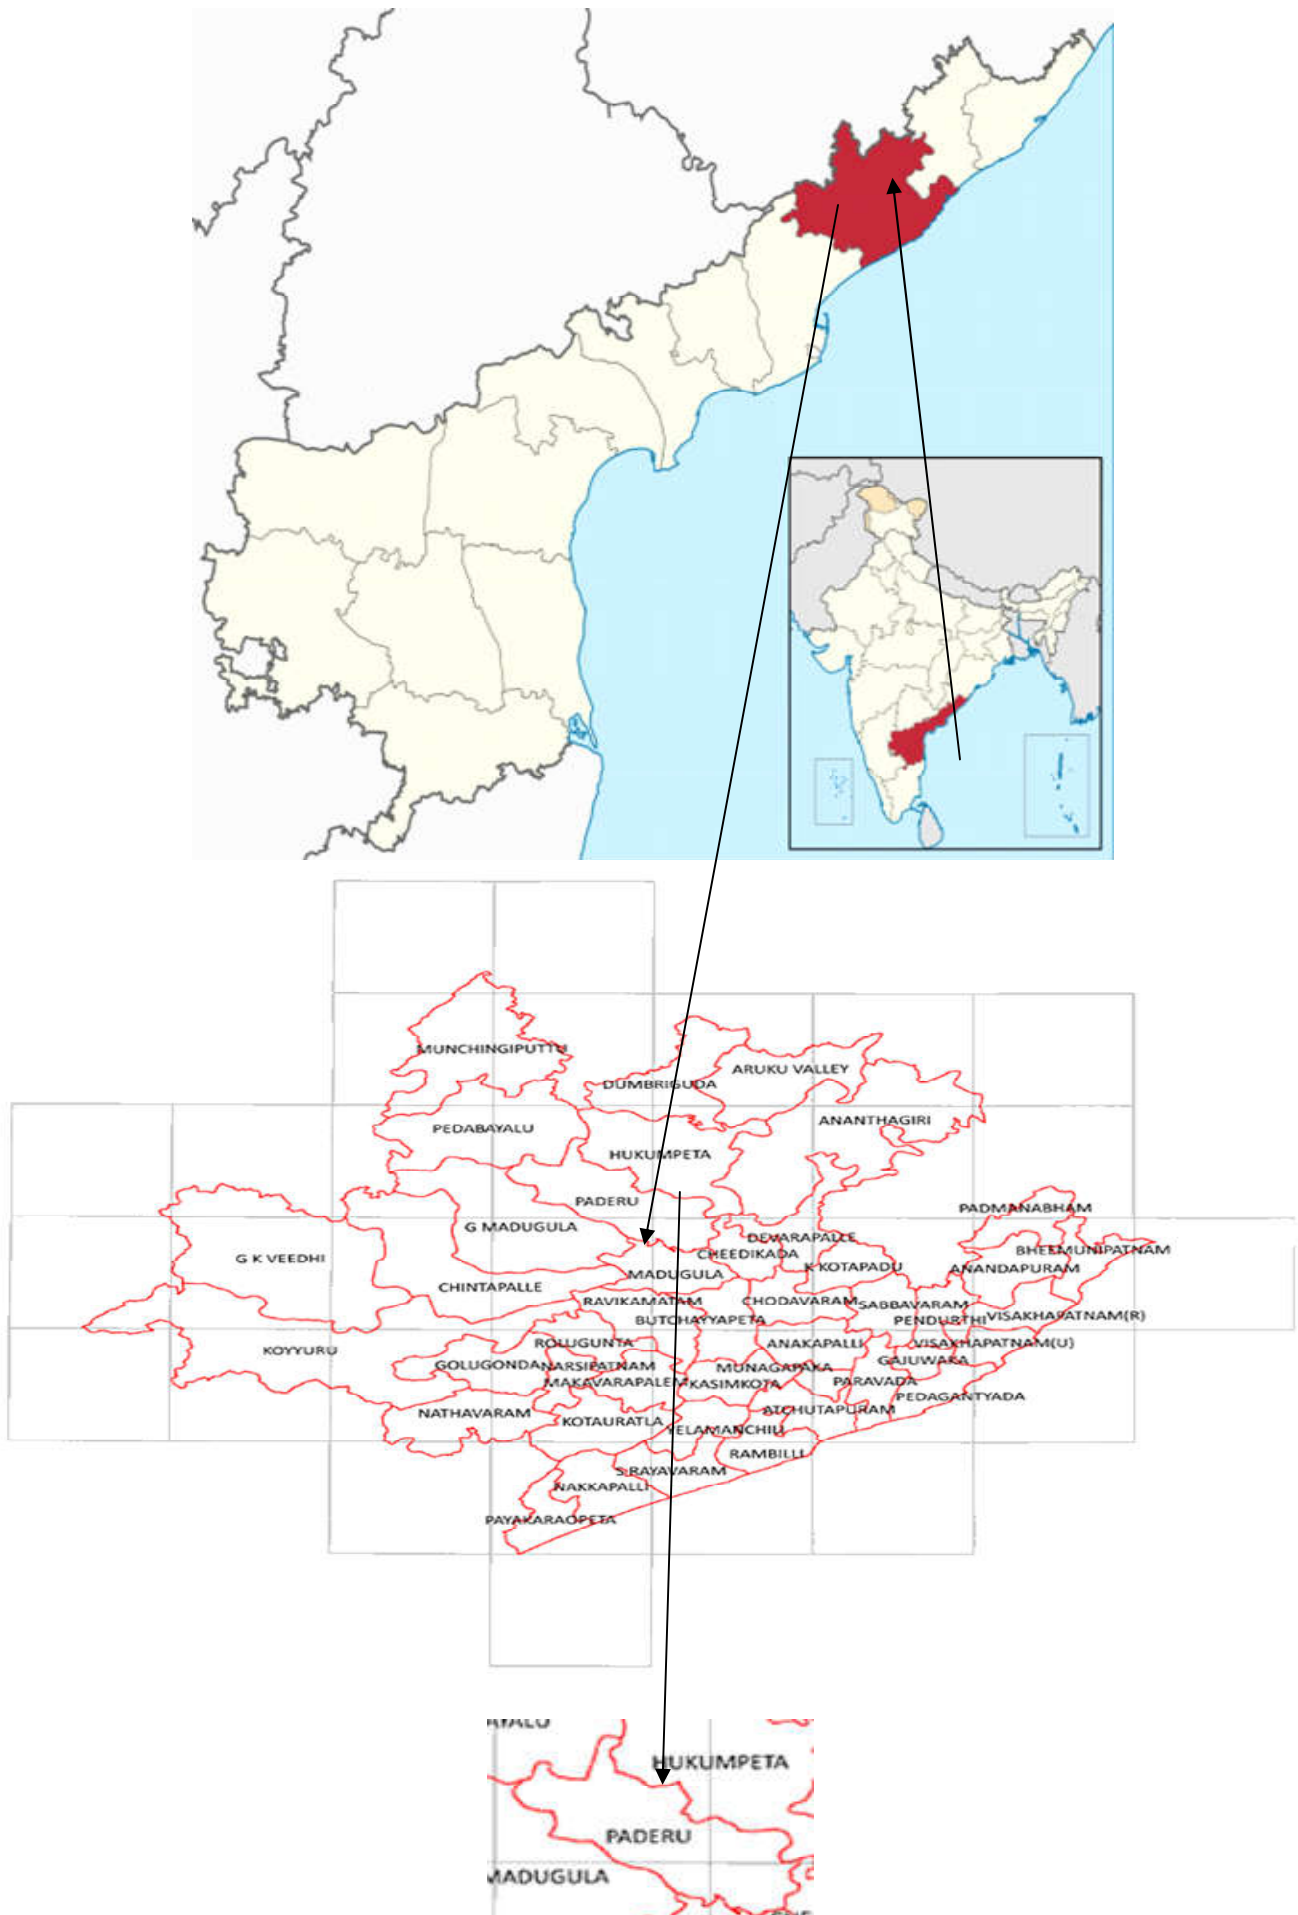 MUNCHINGIPUTTU
ARUKU VALLEY
DUMBRIGUDA
ANANTHAGIRI
PEDABAYALU
HUKUMPETA
PADERU
PADMANABHAM
G MADUGULA
DEVARAPALLE
BHEEMUNIPATNAM
CHEEDIKADA
G K VEEDHI
K KOTAPADU
ANANDAPURAM
MADUGULA
CHINTAPALLE
RAVIKAMATAM
CHODAVARAM
SABBAVARAM
BUTCHAYYAPETA
PENDURTHI
VISAKHAPATNAM(R)
ROLUGUNTA
ANAKAPALLI
VISAKHAPATNAM(U)
KOYYURU
GOLUGONDA
NARSIPATNAM
MUNAGAPAKA
GAJUWAKA
MAKAVARAPALEM
KASIMKOTA
PARAVADA
PEDAGANTYADA
NATHAVARAM
ATCHUTAPURAM
KOTAURATLA
YELAMANCHILI
RAMBILLI
S RAYAVARAM
NAKKAPALLI
PAYAKARAOPETA
AYALU
HUKUMPETA
PADERU
MADUGULA